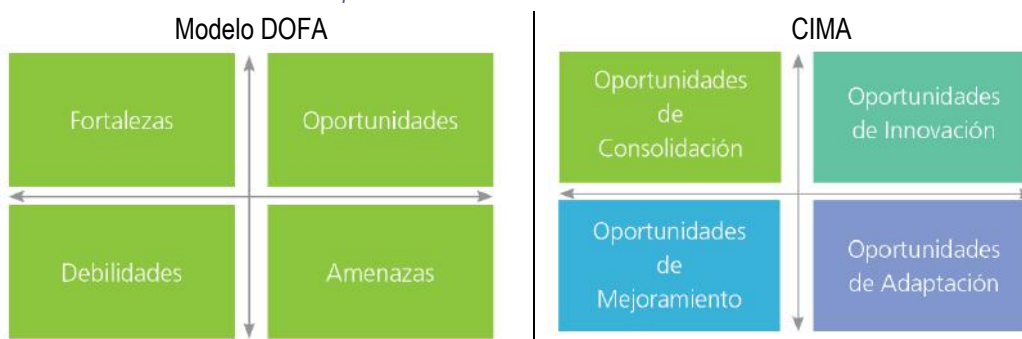 Modelo DOFA
Fortalezas
Oportunidades
Debilidades
Amenazas
CIMA
Oportunidades
de
Consolidación
Oportunidades
de Innovación
Oportunidades
de
Mejoramiento
Oportunidades
de Adaptación